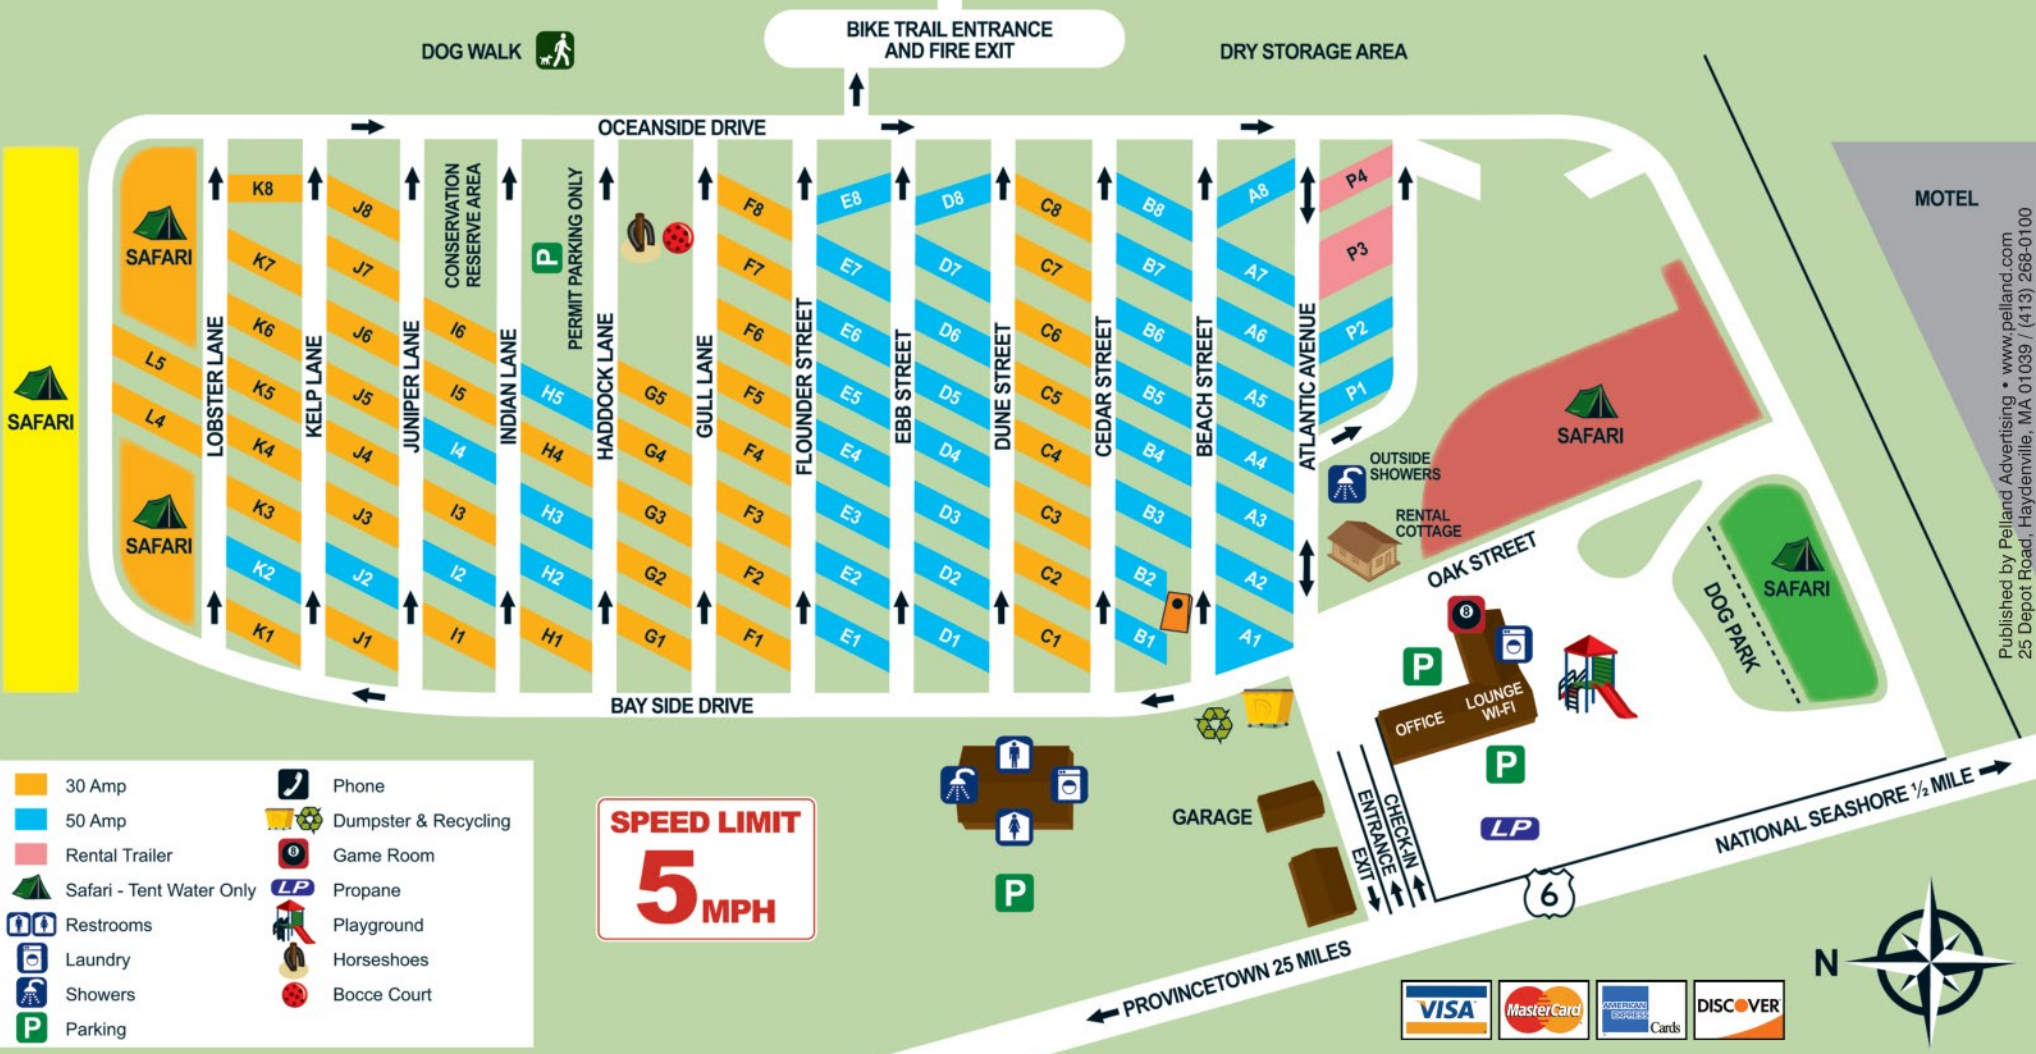 DOG WALK
BIKE TRAIL ENTRANCE
AND FIRE EXIT
DRY STORAGE AREA
OCEANSIDE DRIVE
MOTEL
SAFARI
SAFARI
L5
L4
SAFARI
LOBSTER LANE
K8
K7
K6
K5
K4
K3
K2
K1
KELP LANE
J8
J7
J6
J5
J4
J3
J2
J1
JUNIPER LANE
CONSERVATION
RESERVE AREA
I6
I5
I4
I3
I2
I1
INDIAN LANE
P
PERMIT PARKING ONLY
H5
H4
H3
H2
H1
HADDOCK LANE
G5
G4
G3
G2
G1
GULL LANE
F8
F7
F6
F5
F4
F3
F2
F1
FLOUNDER STREET
E8
E7
E6
E5
E4
E3
E2
E1
EBB STREET
D8
D7
D6
D5
D4
D3
D2
D1
DUNE STREET
C8
C7
C6
C5
C4
C3
C2
C1
CEDAR STREET
B8
B7
B6
B5
B4
B3
B2
B1
BEACH STREET
A8
A7
A6
A5
A4
A3
A2
A1
ATLANTIC AVENUE
P4
P3
P2
P1
OUTSIDE
SHOWERS
RENTAL
COTTAGE
SAFARI
OAK STREET
SAFARI
DOG PARK
8
P
OFFICE
LOUNGE
WI-FI
P
LP
BAY SIDE DRIVE
D
P
GARAGE
EXIT
ENTRANCE
CHECK-IN
6
NATIONAL SEASHORE ½ MILE
PROVINCETOWN 25 MILES
SPEED LIMIT
5 MPH
30 Amp
50 Amp
Rental Trailer
Safari - Tent Water Only
Restrooms
Laundry
Showers
P Parking
Phone
D Dumpster & Recycling
8 Game Room
LP Propane
Playground
Horseshoes
Bocce Court
N
VISA
MasterCard
AMERICAN
EXPRESS
Cards
DISCOVER
Published by Pelland Advertising • www.pelland.com
25 Depot Road, Haydenville, MA 01039 / (413) 268-0100